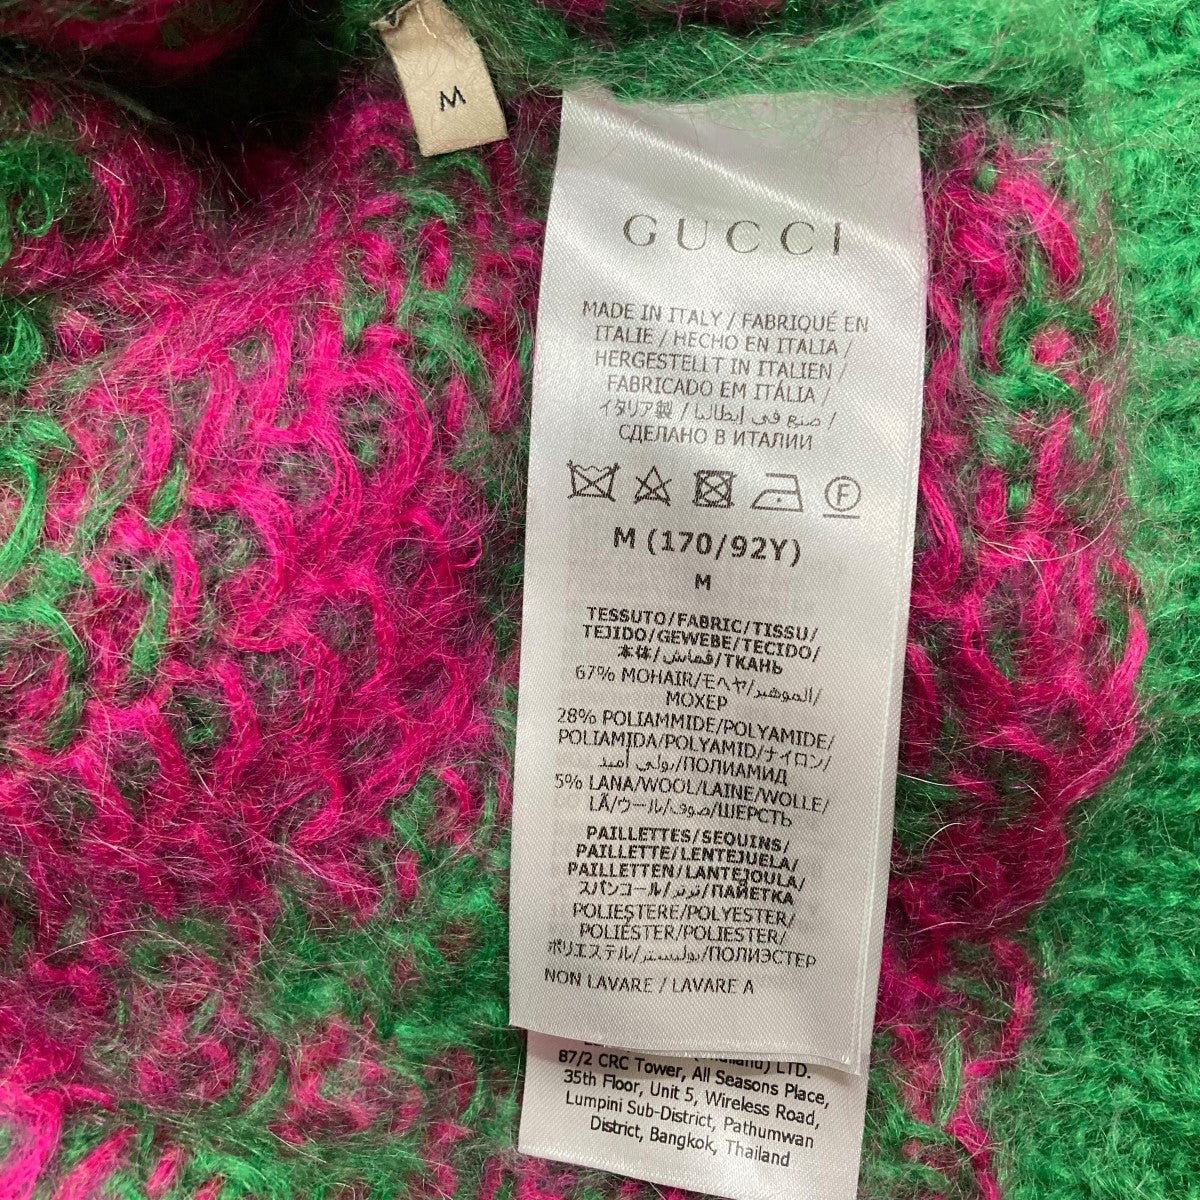 M
GUCCI
MADE IN ITALY / FABRIQUÉ EN
ITALIE / HECHO EN ITALIA /
HERGESTELLT IN ITALIEN /
FABRICADO EM ITÁLIA /
イタリア製 / صنع في ايطاليا /
СДЕЛАНО В ИТАЛИИ
F
M (170/92Y)
M
TESSUTO/FABRIC/TISSU/
TEJIDO/GEWEBE/TECIDO/
本体/قماش/ТКАНЬ
67% MOHAIR/モヘヤ/الموهير/
МОХЕР
28% POLIAMMIDE/POLYAMIDE/
POLIAMIDA/POLYAMID/ナイロン/
بولي أميد/ПОЛИАМИД
5% LANA/WOOL/LAINE/WOLLE/
LÃ/ウール/صوف/ШЕРСТЬ
PAILLETTES/SEQUINS/
PAILLETTE/LENTEJUELA/
PAILLETTEN/LANTEJOULA/
スパンコール/ترتر/ПАЙЕТКА
POLIESTERE/POLYESTER/
POLIÉSTER/POLIESTER/
ポリエステル/بوليستر/ПОЛИЭСТЕР
NON LAVARE / LAVARE A
(Thailand) LTD.
87/2 CRC Tower, All Seasons Place,
35th Floor, Unit 5, Wireless Road,
Lumpini Sub-District, Pathumwan
District, Bangkok, Thailand